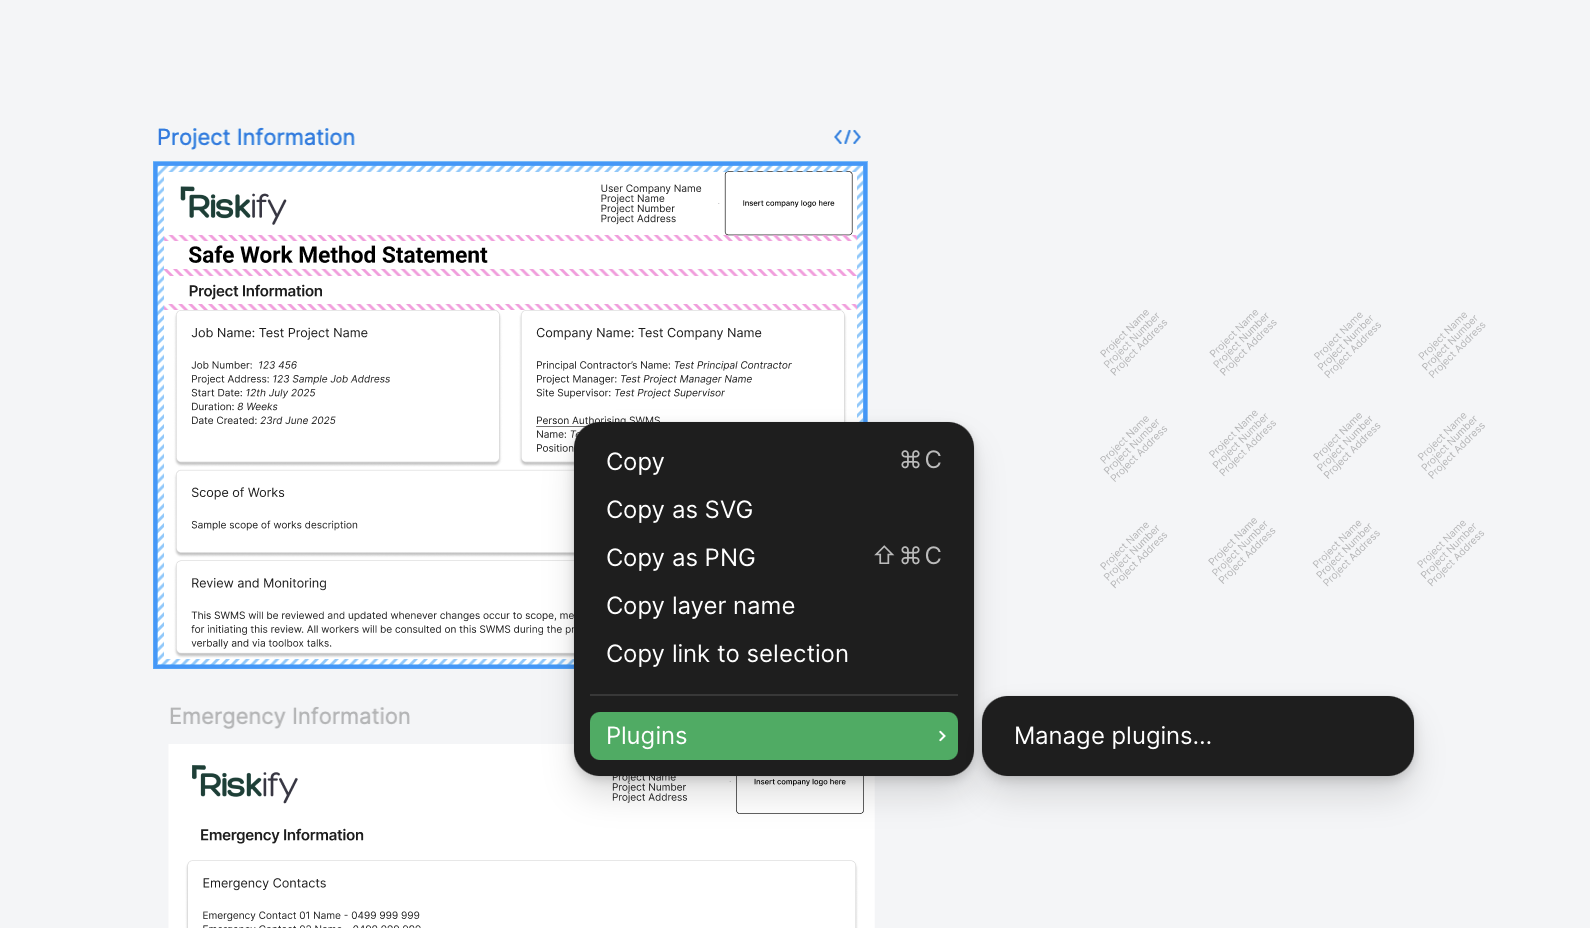 Project Information
Riskify
User Company Name
Project Name
Project Number
Project Address
Insert company logo here
Safe Work Method Statement
Project Information
Job Name: Test Project Name
Job Number: 123 456
Project Address: 123 Sample Job Address
Start Date: 12th July 2025
Duration: 8 Weeks
Date Created: 23rd June 2025
Company Name: Test Company Name
Principal Contractor's Name: Test Principal Contractor
Project Manager: Test Project Manager Name
Site Supervisor: Test Project Supervisor
Person Authorising SWMS
Name:
Position
Scope of Works
Sample scope of works description
Review and Monitoring
This SWMS will be reviewed and updated whenever changes occur to scope,
for initiating this review. All workers will be consulted on this SWMS during the
verbally and via toolbox talks.
Copy ⌘C
Copy as SVG
Copy as PNG ⇧⌘C
Copy layer name
Copy link to selection
Plugins
Manage plugins...
Project Name
Project Number
Project Address
Project Name
Project Number
Project Address
Project Name
Project Number
Project Address
Project Name
Project Number
Project Address
Project Name
Project Number
Project Address
Project Name
Project Number
Project Address
Project Name
Project Number
Project Address
Project Name
Project Number
Project Address
Project Name
Project Number
Project Address
Project Name
Project Number
Project Address
Project Name
Project Number
Project Address
Project Name
Project Number
Project Address
Emergency Information
Riskify
Project Name
Project Number
Project Address
Insert company logo here
Emergency Information
Emergency Contacts
Emergency Contact 01 Name - 0499 999 999